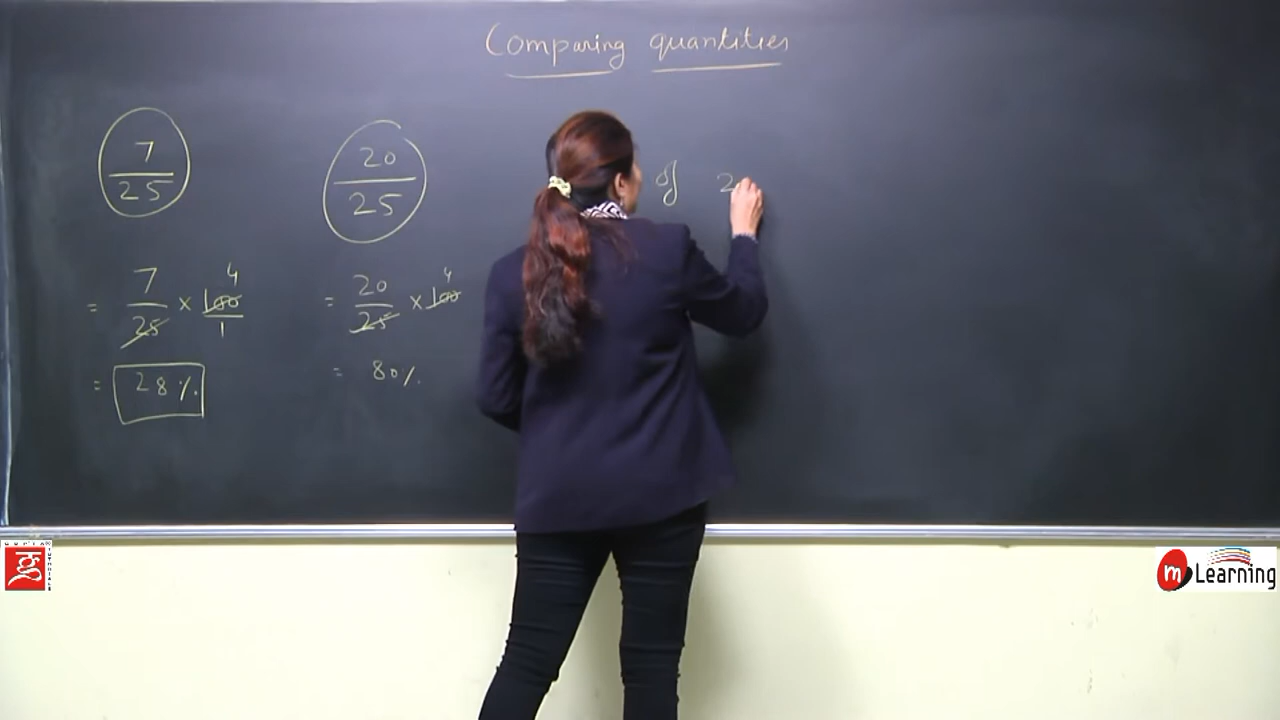 Comparing quantities
7
25
20
25
of 2
= 7/25 × 100/1 4
= 20/25 × 100 4
= 28%
= 80%
m Learning